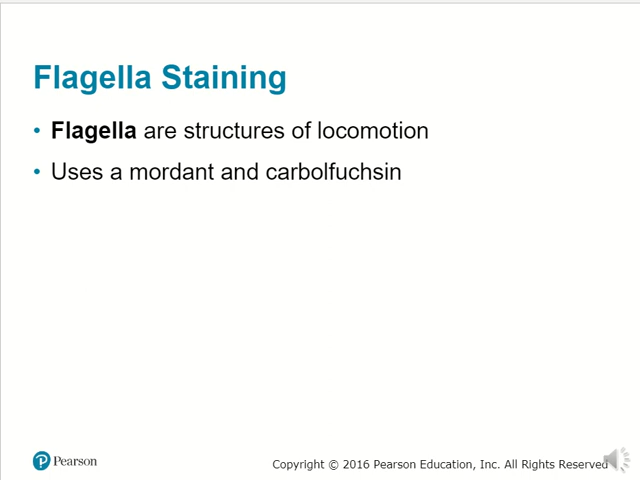 Flagella Staining
• Flagella are structures of locomotion
• Uses a mordant and carbolfuchsin
Pearson
Copyright © 2016 Pearson Education, Inc. All Rights Reserved